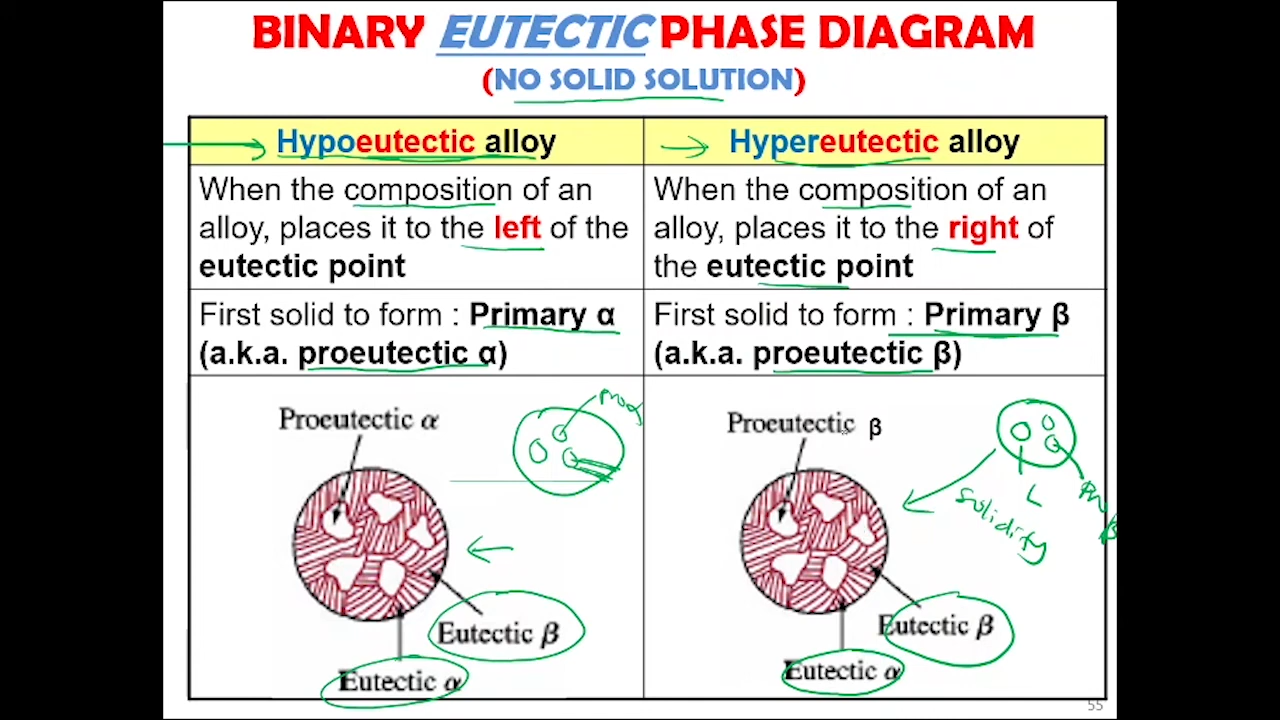 BINARY EUTECTIC PHASE DIAGRAM
(NO SOLID SOLUTION)
Hypoeutectic alloy
Hypereutectic alloy
When the composition of an
alloy, places it to the left of the
eutectic point
When the composition of an
alloy, places it to the right of
the eutectic point
First solid to form : Primary α
(a.k.a. proeutectic α)
First solid to form : Primary β
(a.k.a. proeutectic β)
Proeutectic α
Eutectic β
Eutectic α
Proeutectic β
L
solidify
Eutectic β
Eutectic α
55